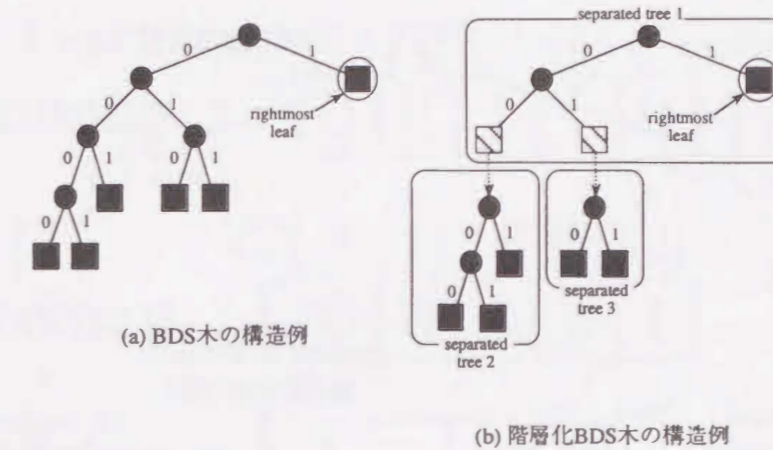 0
1
0
1
0
1
0
1
0
1
rightmost
leaf
(a) BDS木の構造例
separated tree 1
0
1
0
1
rightmost
leaf
0
1
0
1
separated
tree 2
0
1
separated
tree 3
(b) 階層化BDS木の構造例